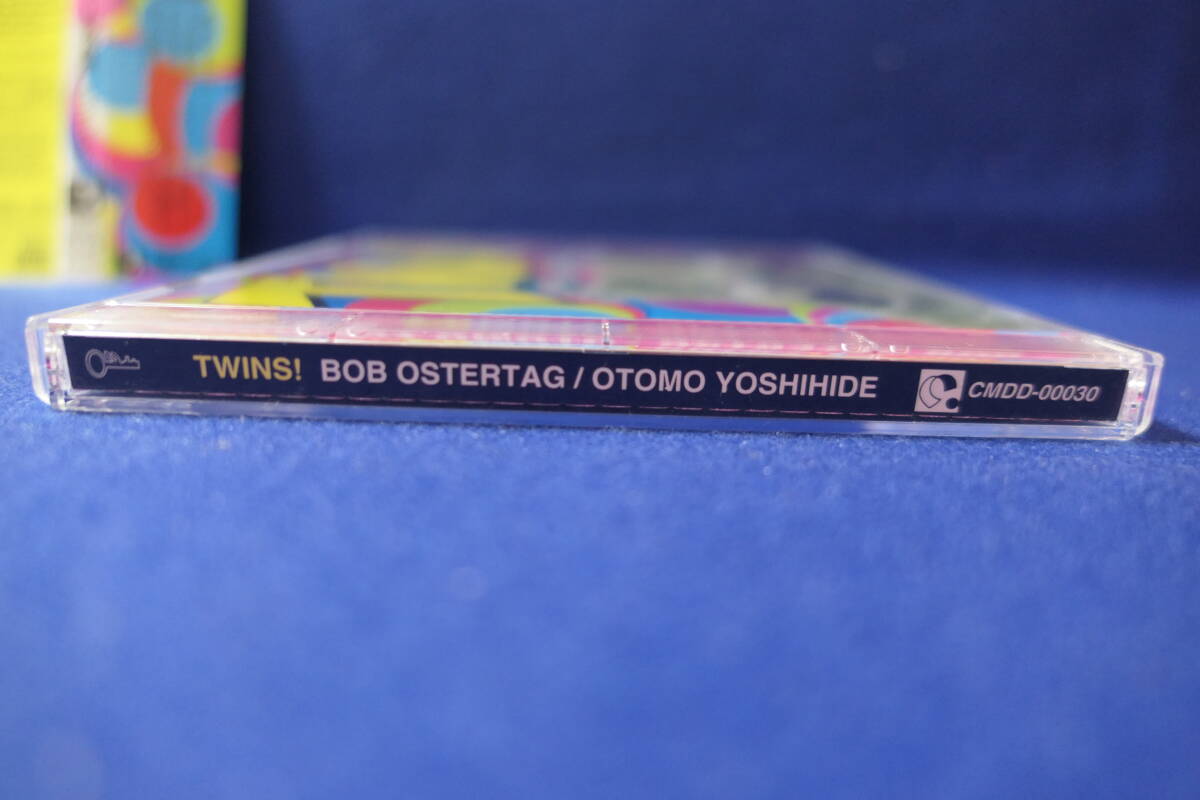 TWINS! BOB OSTERTAG / OTOMO YOSHIHIDE CMDD-00030